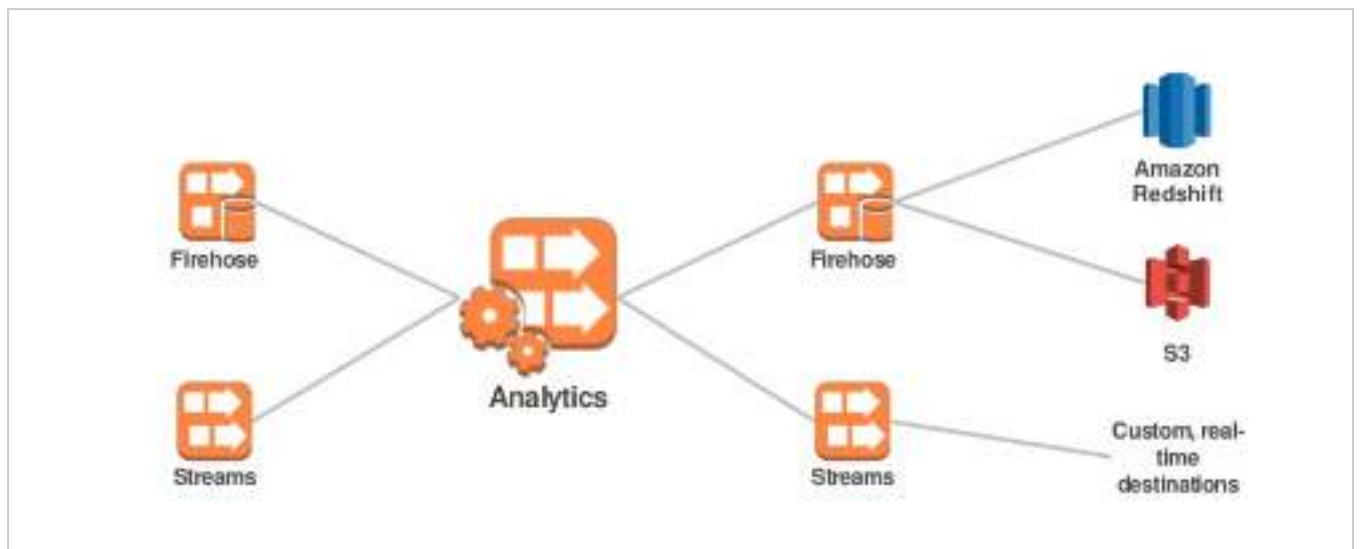 Amazon
Redshift
Firehose
Firehose
S3
Analytics
Streams
Streams
Custom, real-
time
destinations